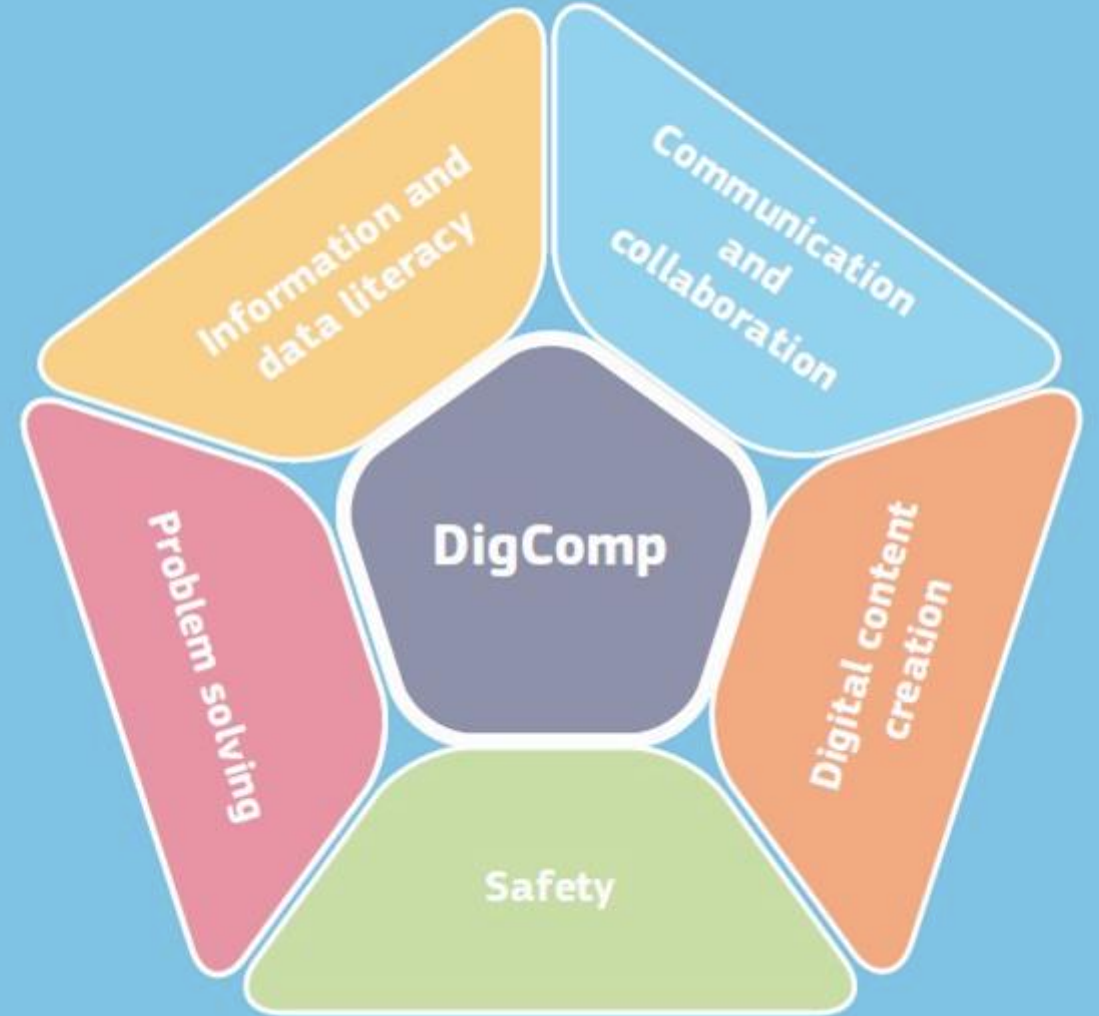 Information and
data literacy
Communication
and
collaboration
Problem solving
DigComp
Digital content
creation
Safety